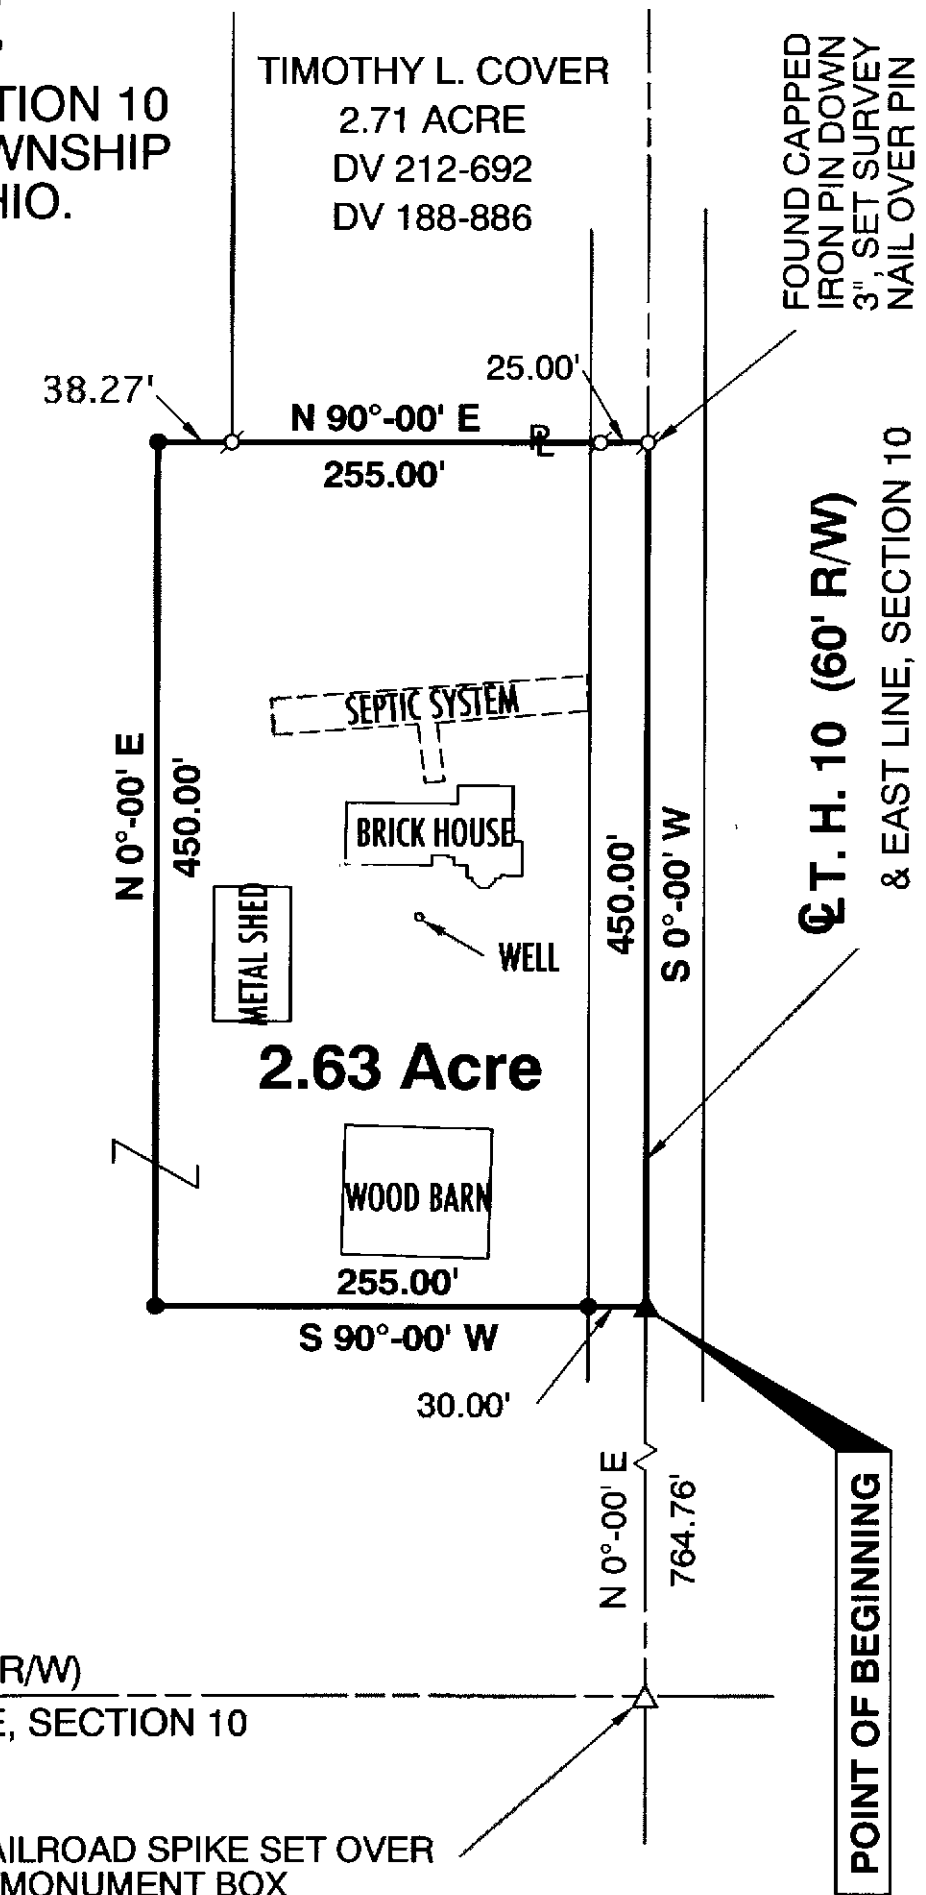 TION 10
WNSHIP
HIO.
TIMOTHY L. COVER
2.71 ACRE
DV 212-692
DV 188-886
FOUND CAPPED
IRON PIN DOWN
3", SET SURVEY
NAIL OVER PIN
38.27'
25.00'
N 90°-00' E
PL
255.00'
SEPTIC SYSTEM
N 0°-00' E
450.00'
BRICK HOUSE
METAL SHED
WELL
450.00'
S 0°-00' W
℄ T. H. 10 (60' R/W)
& EAST LINE, SECTION 10
2.63 Acre
WOOD BARN
255.00'
S 90°-00' W
30.00'
N 0°-00' E
764.76'
POINT OF BEGINNING
R/W)
E, SECTION 10
AILROAD SPIKE SET OVER
MONUMENT BOX